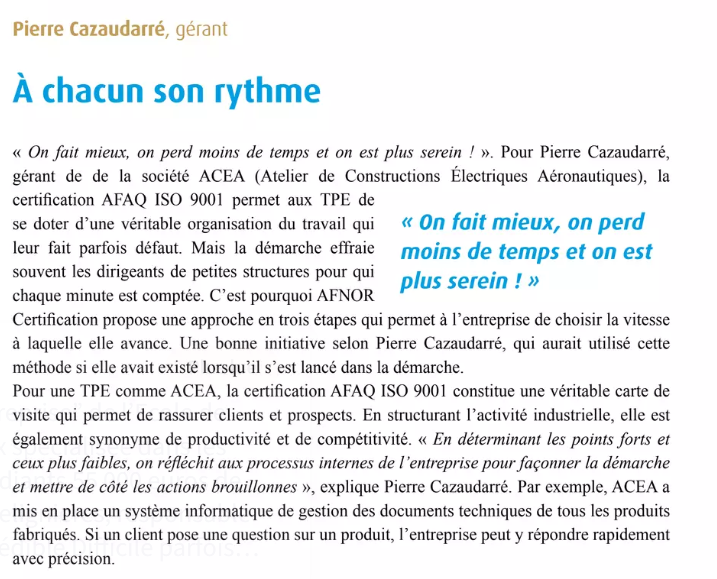 Pierre Cazaudarré, gérant
À chacun son rythme
« On fait mieux, on perd moins de temps et on est plus serein ! ». Pour Pierre Cazaudarré,
gérant de de la société ACEA (Atelier de Constructions Électriques Aéronautiques), la
certification AFAQ ISO 9001 permet aux TPE de
se doter d’une véritable organisation du travail qui
leur fait parfois défaut. Mais la démarche effraie
souvent les dirigeants de petites structures pour qui
chaque minute est comptée. C’est pourquoi AFNOR
« On fait mieux, on perd
moins de temps et on est
plus serein ! »
Certification propose une approche en trois étapes qui permet à l’entreprise de choisir la vitesse
à laquelle elle avance. Une bonne initiative selon Pierre Cazaudarré, qui aurait utilisé cette
méthode si elle avait existé lorsqu’il s’est lancé dans la démarche.
Pour une TPE comme ACEA, la certification AFAQ ISO 9001 constitue une véritable carte de
visite qui permet de rassurer clients et prospects. En structurant l’activité industrielle, elle est
également synonyme de productivité et de compétitivité. « En déterminant les points forts et
ceux plus faibles, on réfléchit aux processus internes de l’entreprise pour façonner la démarche
et mettre de côté les actions brouillonnes », explique Pierre Cazaudarré. Par exemple, ACEA a
mis en place un système informatique de gestion des documents techniques de tous les produits
fabriqués. Si un client pose une question sur un produit, l’entreprise peut y répondre rapidement
avec précision.